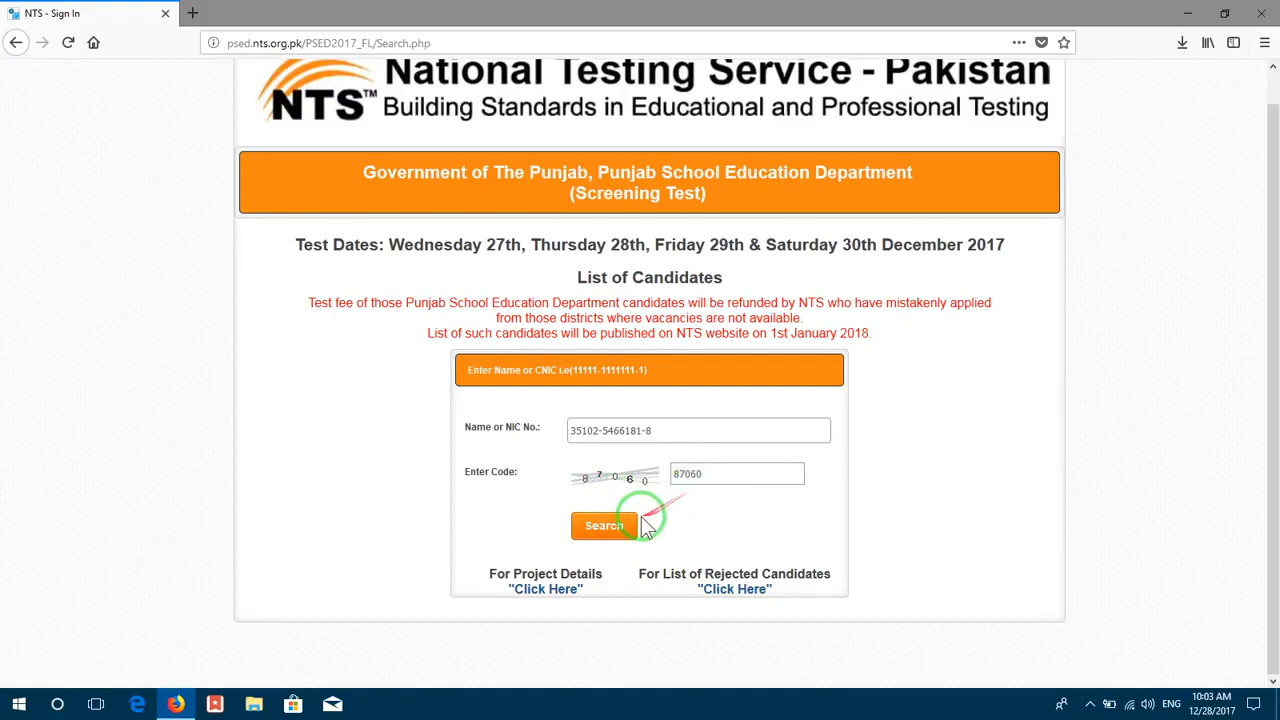 NTS - Sign In
psed.nts.org.pk/PSED2017_FL/Search.php
National Testing Service - Pakistan
NTS TM
Building Standards in Educational and Professional Testing
Government of The Punjab, Punjab School Education Department
(Screening Test)
Test Dates: Wednesday 27th, Thursday 28th, Friday 29th & Saturday 30th December 2017
List of Candidates
Test fee of those Punjab School Education Department candidates will be refunded by NTS who have mistakenly applied
from those districts where vacancies are not available.
List of such candidates will be published on NTS website on 1st January 2018.
Enter Name or CNIC i.e(11111-1111111-1)
Name or NIC No.: 35102-5466181-8
Enter Code: 87060 87060
Search
For Project Details For List of Rejected Candidates
"Click Here" "Click Here"
ENG
10:03 AM
12/28/2017